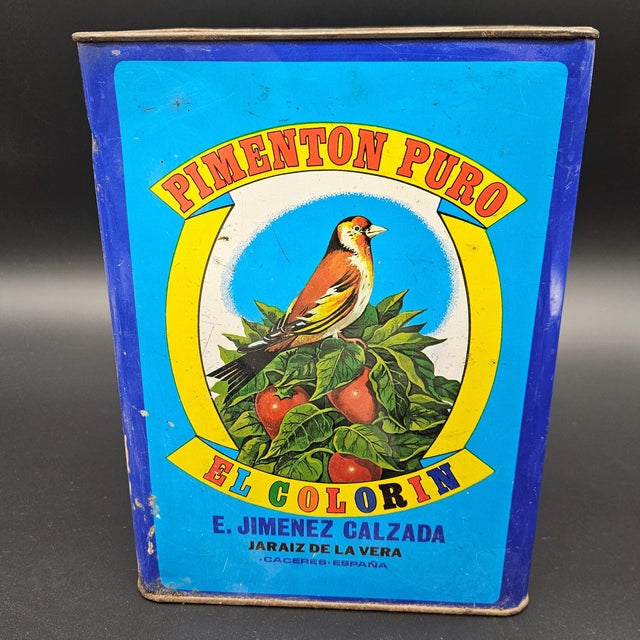 PIMENTON PURO
EL COLORIN
E. JIMENEZ CALZADA
JARAIZ DE LA VERA
·CACERES·ESPAÑA